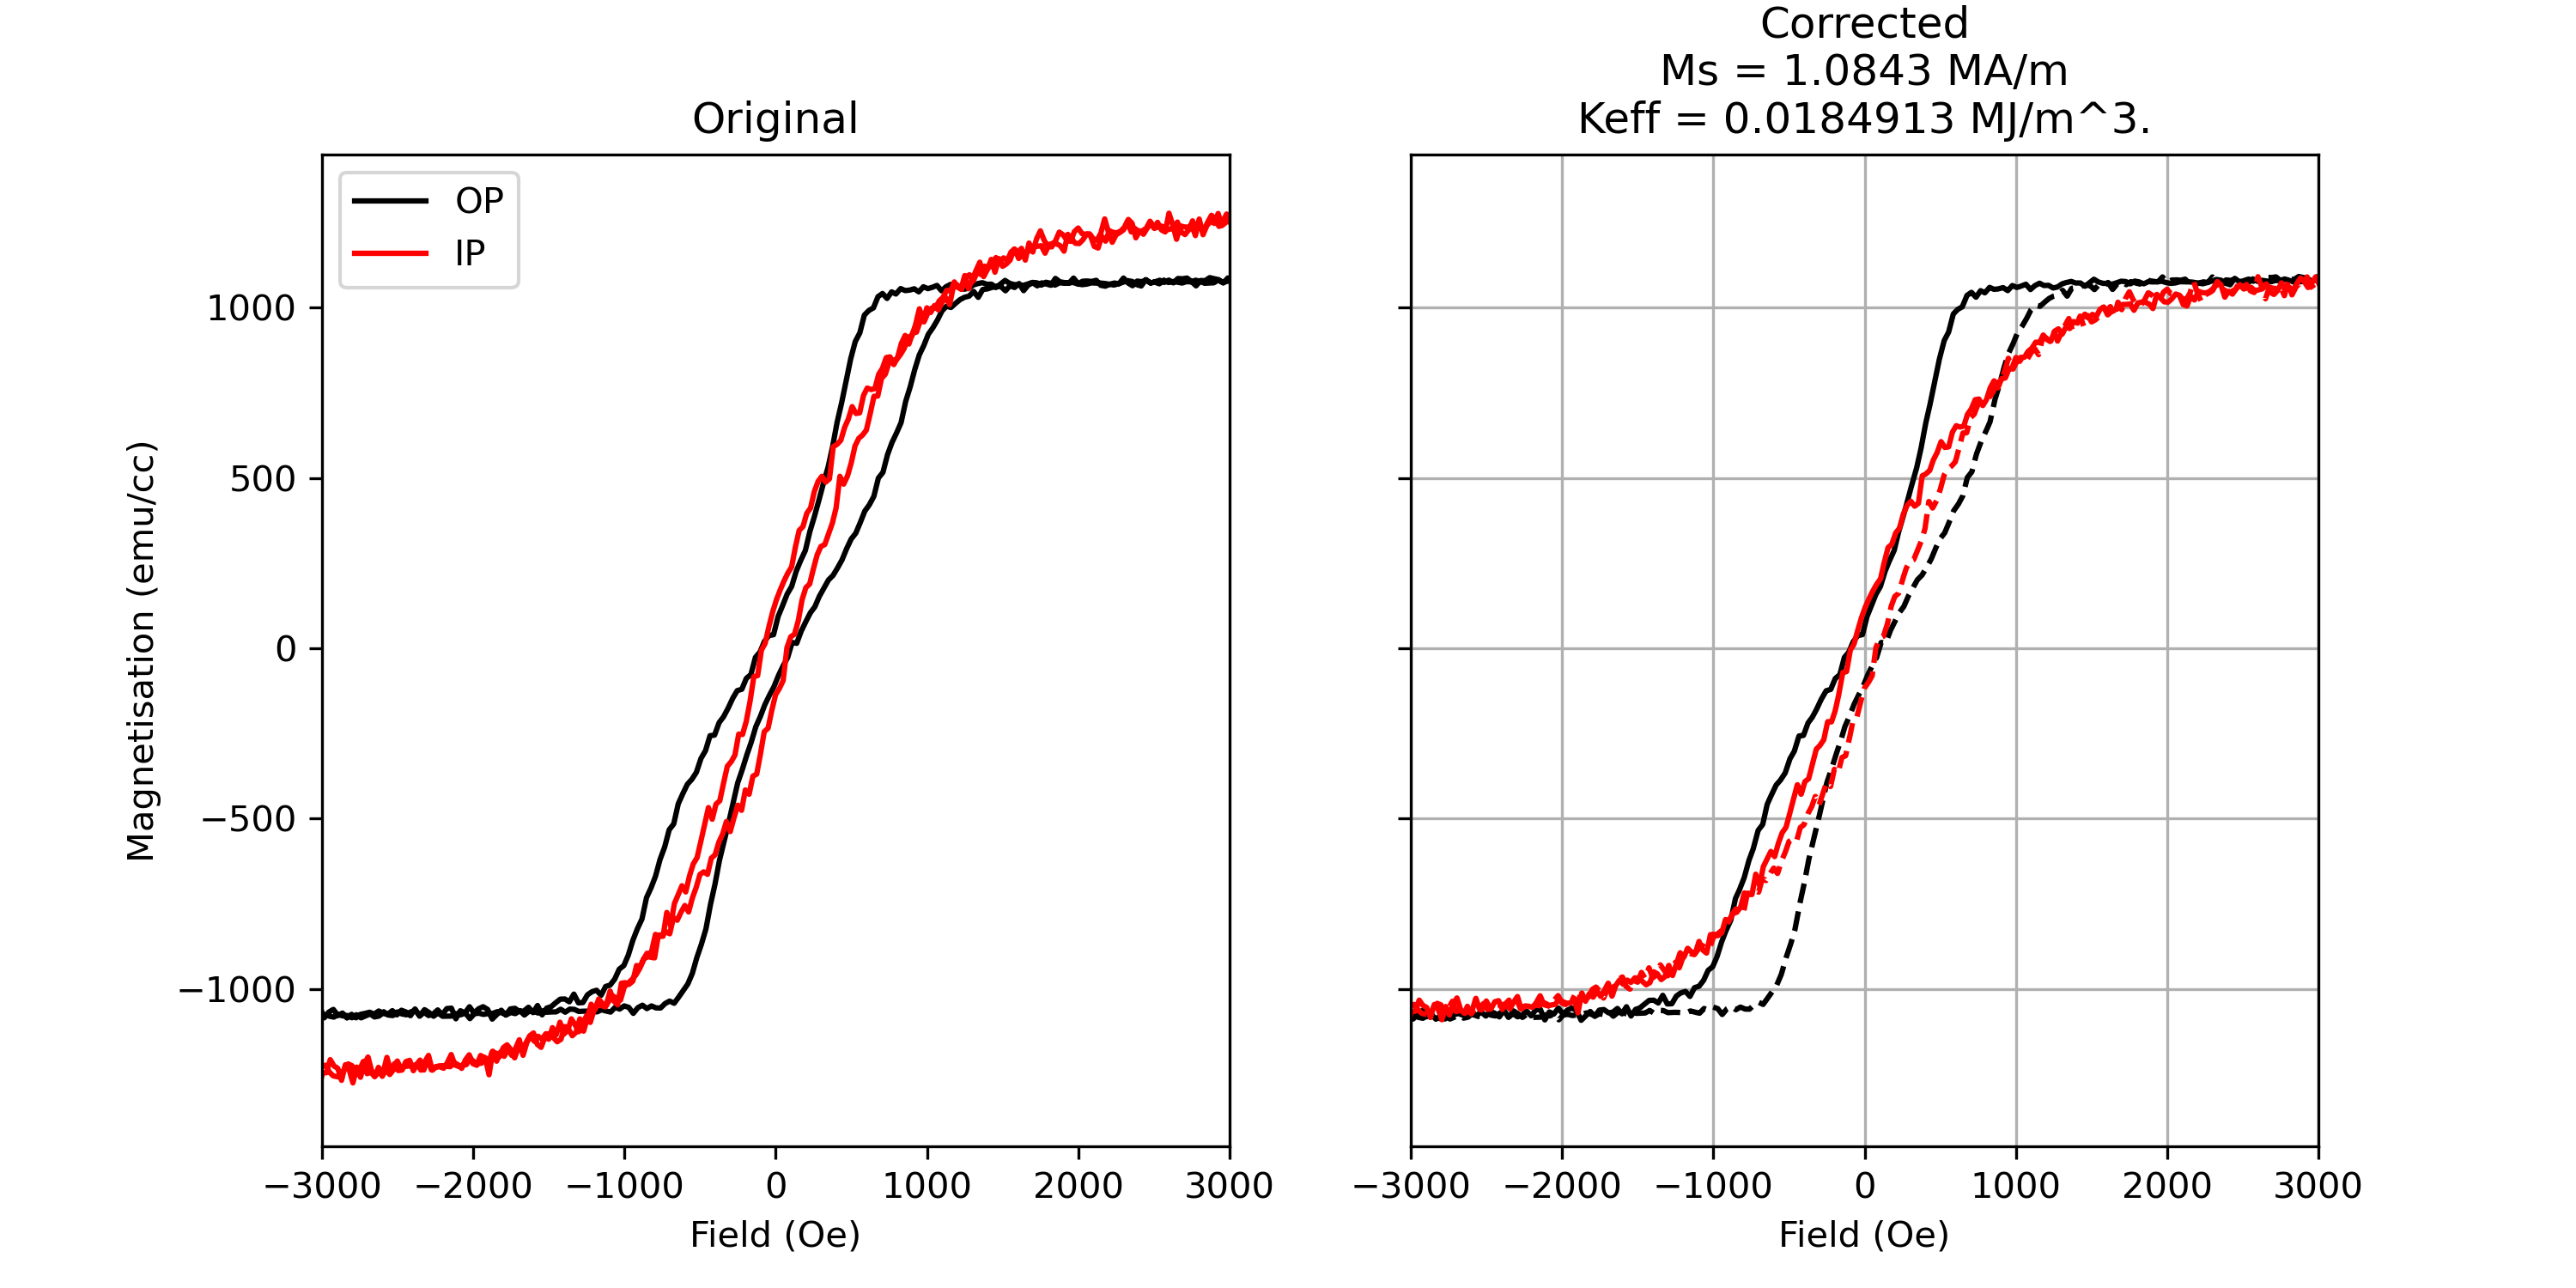 Original
OP
IP
1000
500
0
−500
−1000
Magnetisation (emu/cc)
−3000 −2000 −1000 0 1000 2000 3000
Field (Oe)
Corrected
Ms = 1.0843 MA/m
Keff = 0.0184913 MJ/m^3.
−3000 −2000 −1000 0 1000 2000 3000
Field (Oe)